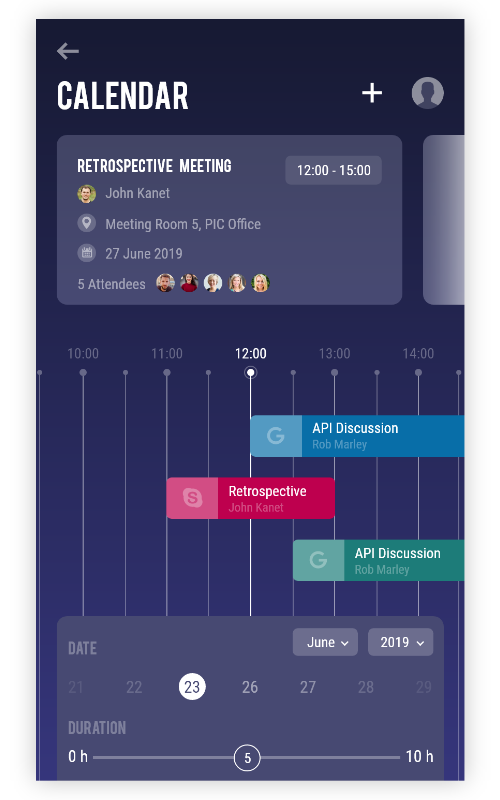 CALENDAR
RETROSPECTIVE MEETING
12:00 - 15:00
John Kanet
Meeting Room 5, PIC Office
27 June 2019
5 Attendees
10:00 11:00 12:00 13:00 14:00
G API Discussion
Rob Marley
S Retrospective
John Kanet
G API Discussion
Rob Marley
DATE June 2019
21 22 23 26 27 28 29
DURATION
0 h 5 10 h